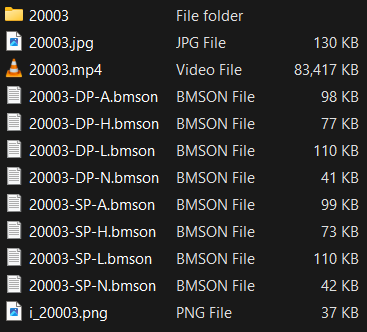 20003 File folder
20003.jpg JPG File 130 KB
20003.mp4 Video File 83,417 KB
20003-DP-A.bmson BMSON File 98 KB
20003-DP-H.bmson BMSON File 77 KB
20003-DP-L.bmson BMSON File 110 KB
20003-DP-N.bmson BMSON File 41 KB
20003-SP-A.bmson BMSON File 99 KB
20003-SP-H.bmson BMSON File 73 KB
20003-SP-L.bmson BMSON File 110 KB
20003-SP-N.bmson BMSON File 42 KB
i_20003.png PNG File 37 KB